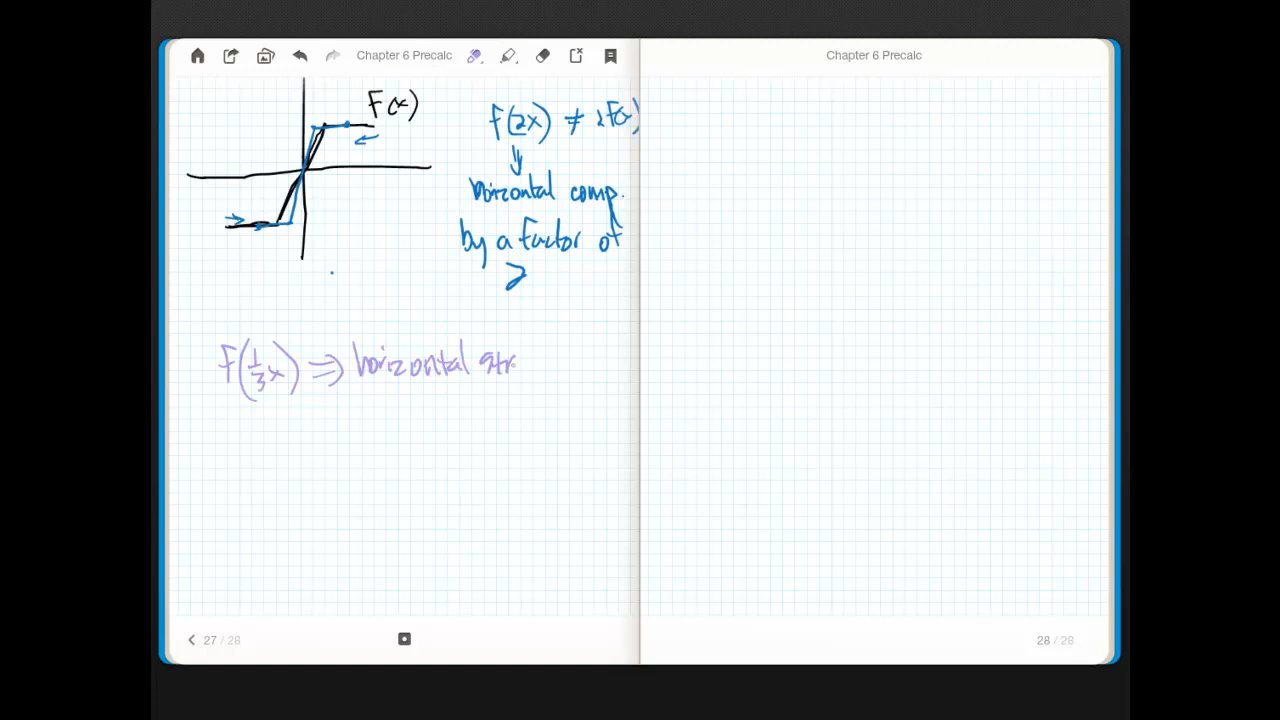 Chapter 6 Precalc
Chapter 6 Precalc
F(x)
f(2x) ≠ 2F(x)
horizontal comp.
by a factor of
2
F(1/3x) ⇒ horizontal str
27 / 28
28 / 28